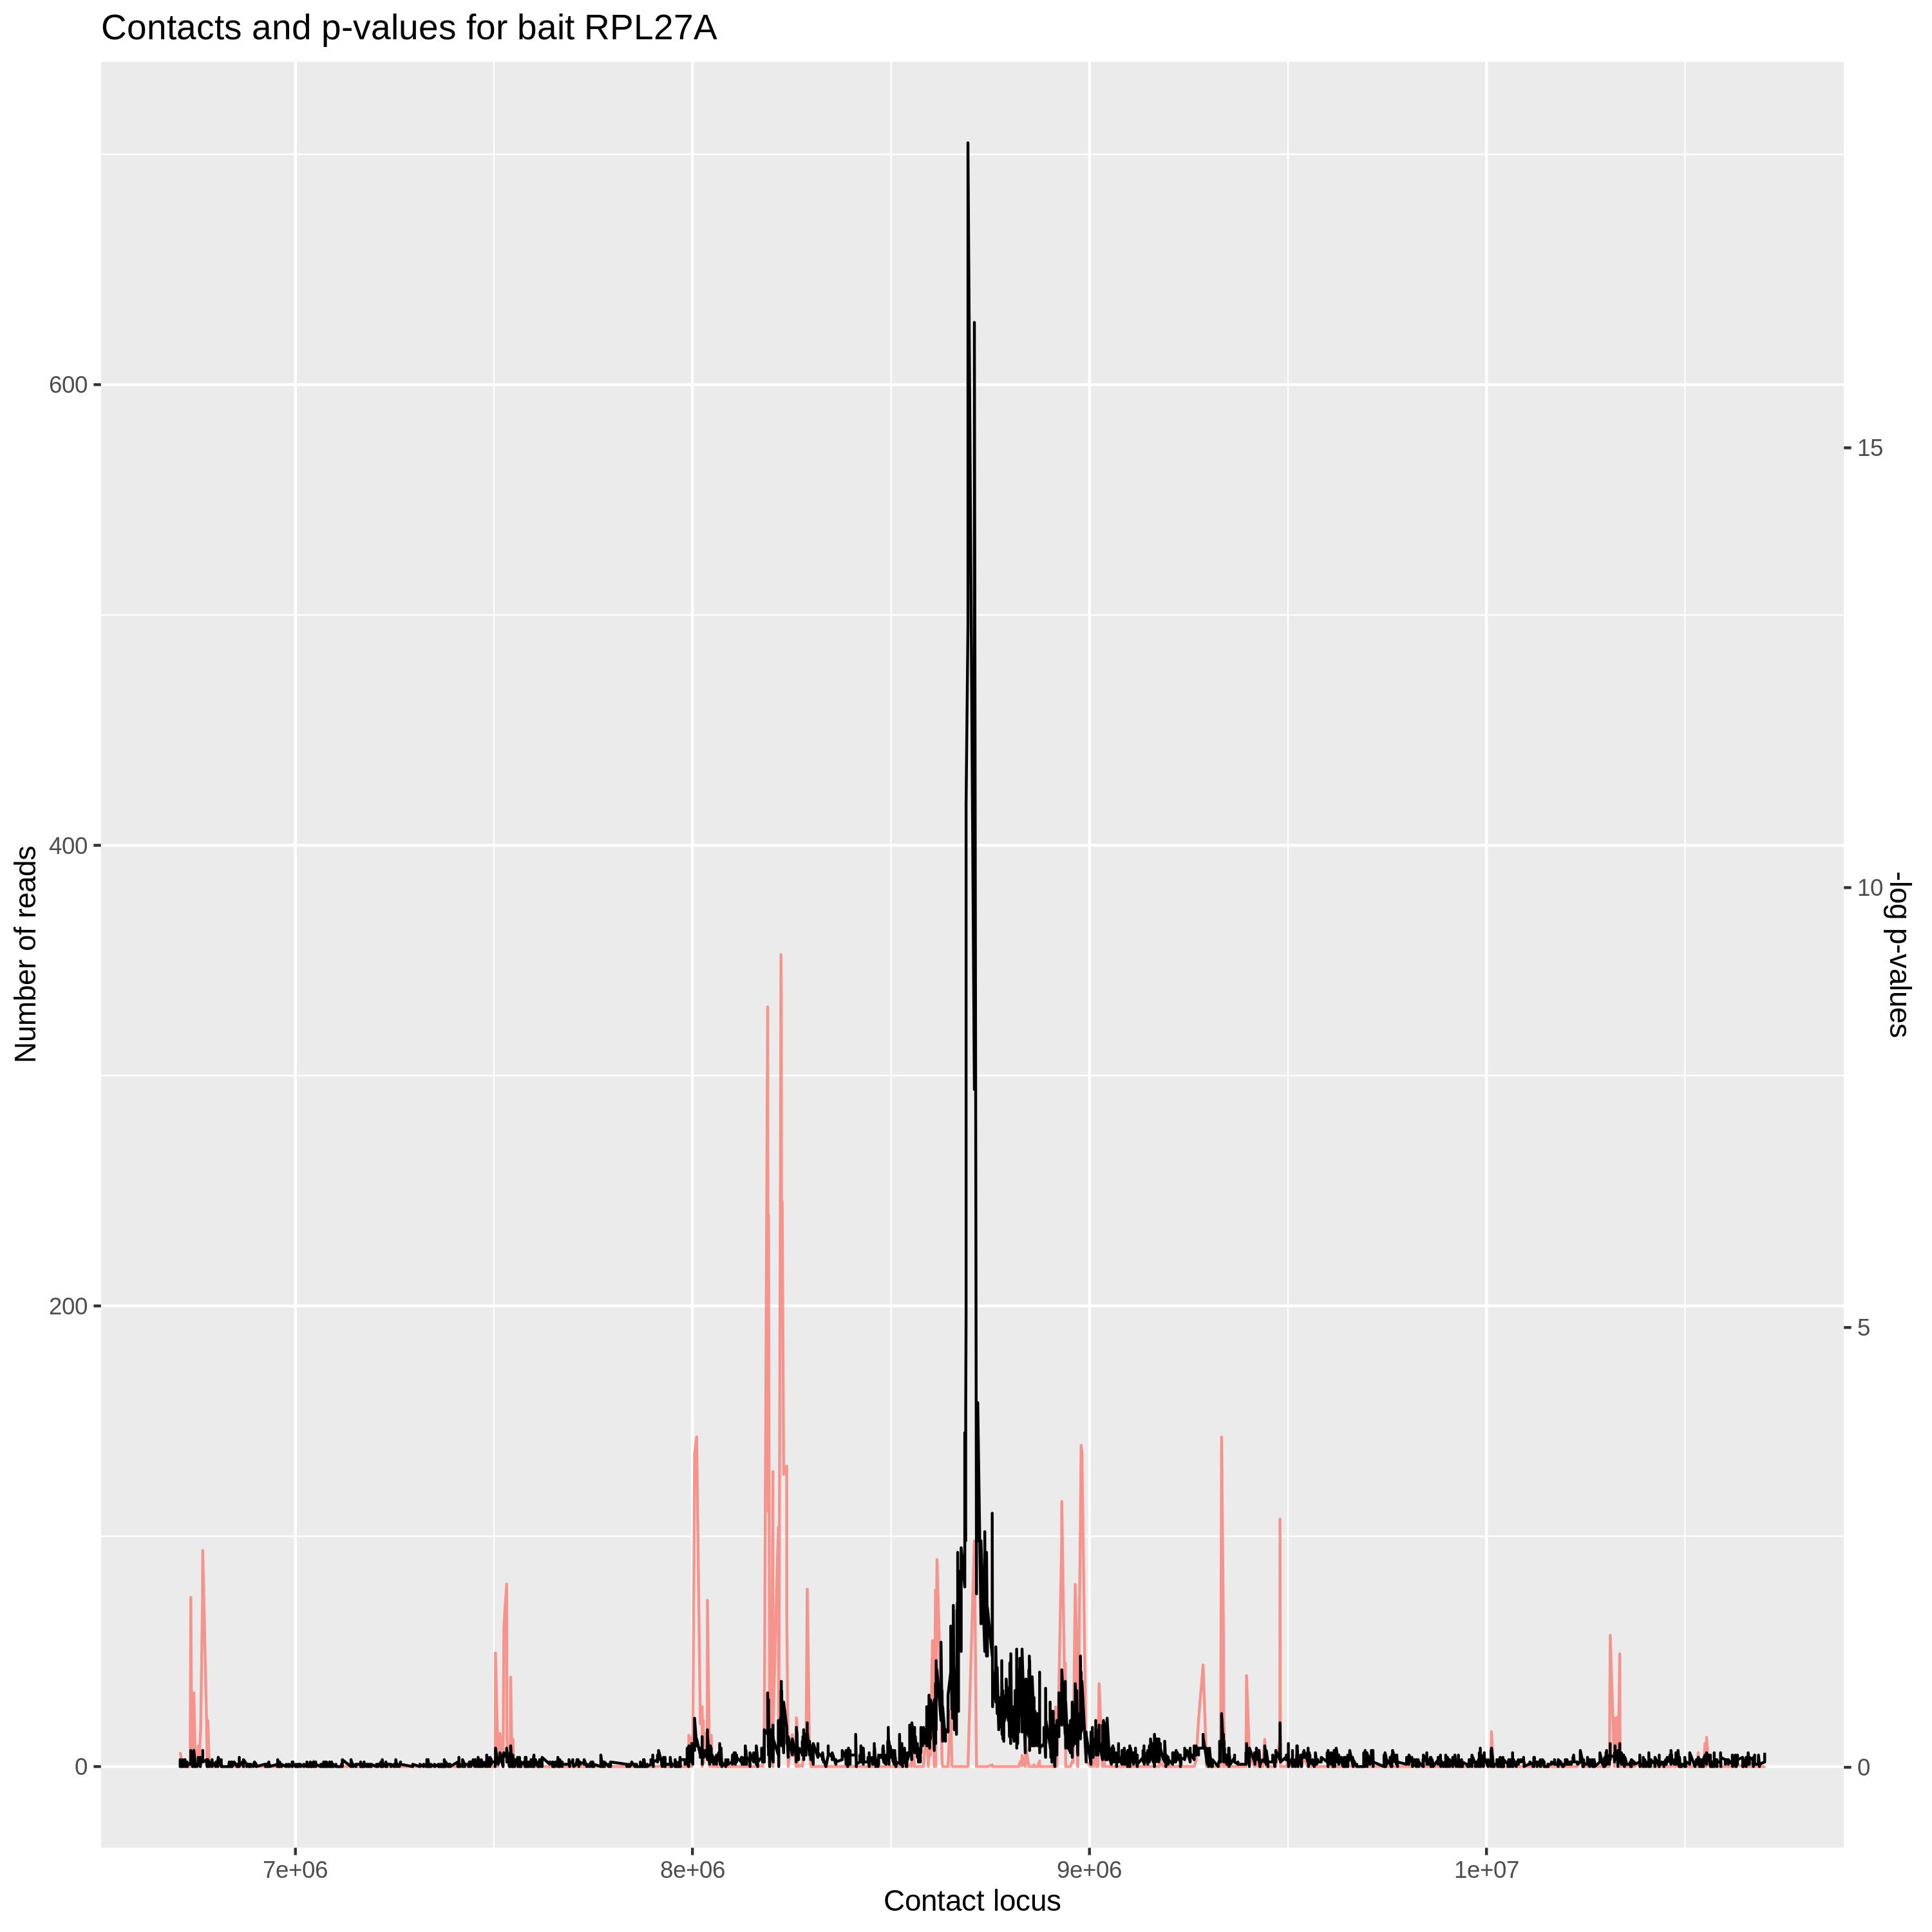 Contacts and p-values for bait RPL27A
Number of reads
600
400
200
0
15
10
5
0
-log p-values
7e+06
8e+06
9e+06
1e+07
Contact locus